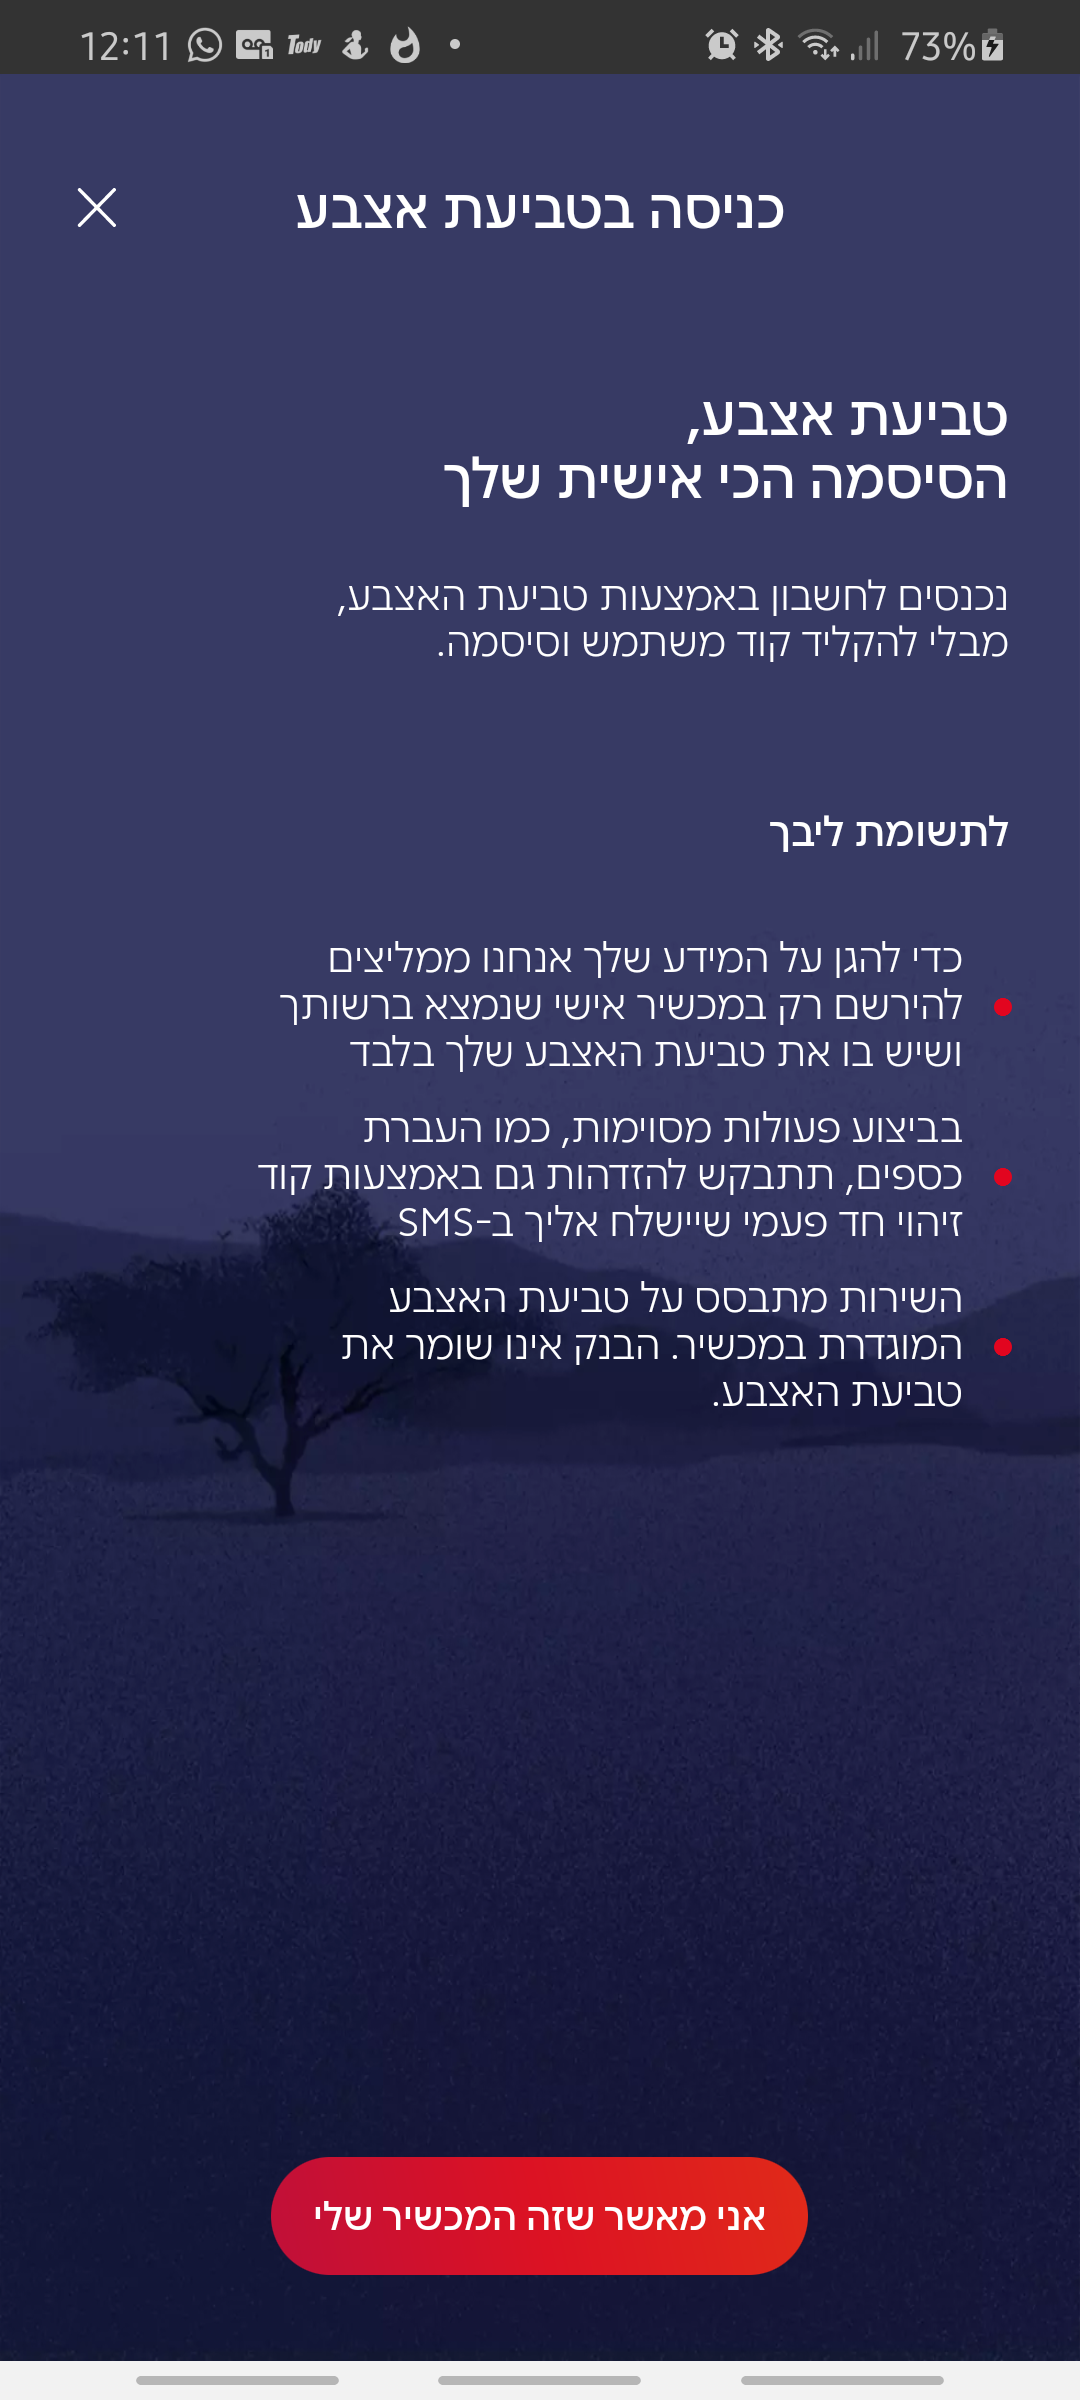 12:11 Tody 73%
כניסה בטביעת אצבע
טביעת אצבע,
הסיסמה הכי אישית שלך
נכנסים לחשבון באמצעות טביעת האצבע,
מבלי להקליד קוד משתמש וסיסמה.
לתשומת ליבך
כדי להגן על המידע שלך אנחנו ממליצים
להירשם רק במכשיר אישי שנמצא ברשותך
ושיש בו את טביעת האצבע שלך בלבד
בביצוע פעולות מסוימות, כמו העברת
כספים, תתבקש להזדהות גם באמצעות קוד
זיהוי חד פעמי שיישלח אליך ב-SMS
השירות מתבסס על טביעת האצבע
המוגדרת במכשיר. הבנק אינו שומר את
טביעת האצבע.
אני מאשר שזה המכשיר שלי